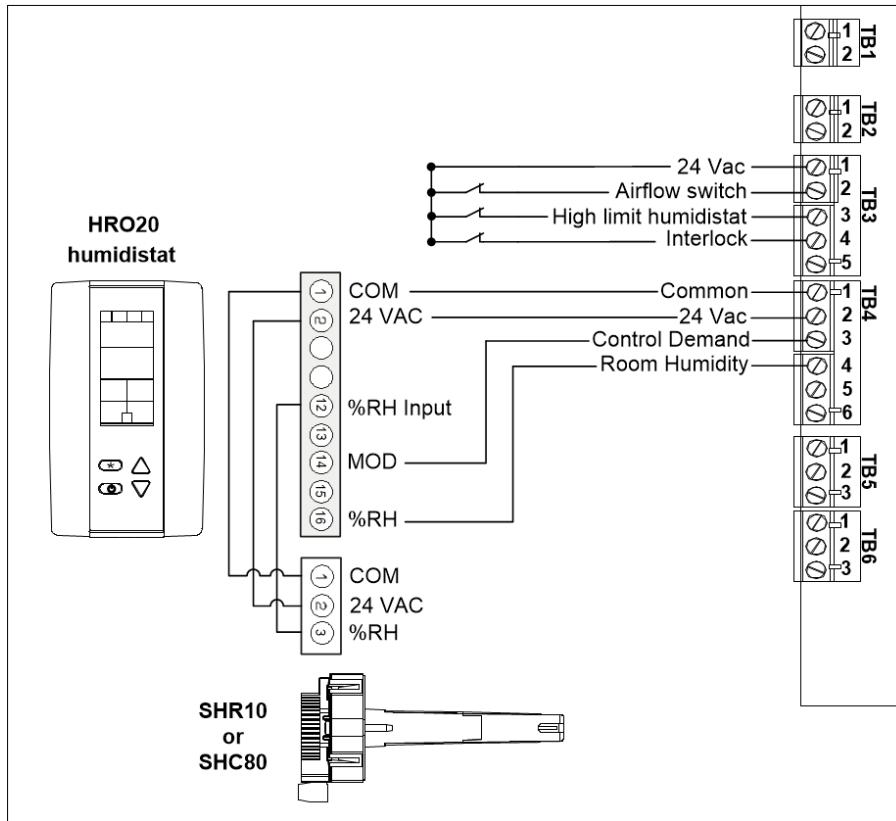 1 TB1
2
1 TB2
2
24 Vac 1 TB3
Airflow switch 2
High limit humidistat 3
Interlock 4
5
HRO20
humidistat
1 COM Common 1 TB4
2 24 VAC 24 Vac 2
Control Demand 3
Room Humidity 4
12 %RH Input 5
13 6
14 MOD
15
16 %RH
1 TB5
2
3
1 TB6
2
3
1 COM
2 24 VAC
3 %RH
SHR10
or
SHC80